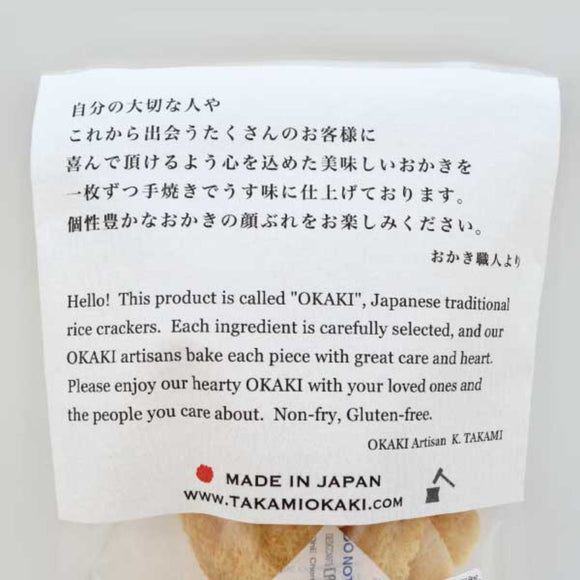 自分の大切な人や
これから出会うたくさんのお客様に
喜んで頂けるよう心を込めた美味しいおかきを
一枚ずつ手焼きでうす味に仕上げております。
個性豊かなおかきの顔ぶれをお楽しみください。
おかき職人より
Hello! This product is called "OKAKI", Japanese traditional
rice crackers. Each ingredient is carefully selected, and our
OKAKI artisans bake each piece with great care and heart.
Please enjoy our hearty OKAKI with your loved ones and
the people you care about. Non-fry, Gluten-free.
OKAKI Artisan K. TAKAMI
MADE IN JAPAN
WWW.TAKAMIOKAKI.COM
DO NOT